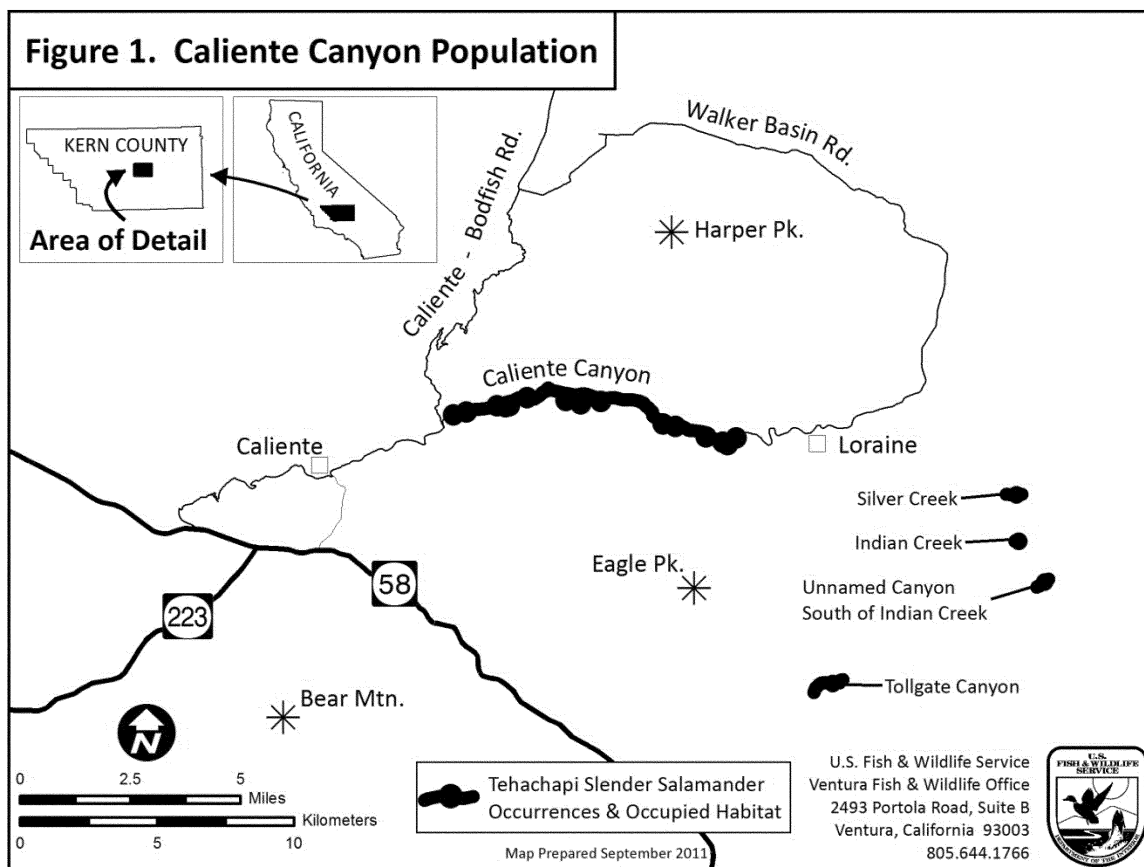 Figure 1. Caliente Canyon Population
KERN COUNTY
Area of Detail
CALIFORNIA
Caliente - Bodfish Rd.
Walker Basin Rd.
Harper Pk.
Caliente Canyon
Caliente
Loraine
Silver Creek
Indian Creek
Unnamed Canyon
South of Indian Creek
Eagle Pk.
58
223
Tollgate Canyon
Bear Mtn.
N
0 2.5 5
Miles
Kilometers
0 5 10
Tehachapi Slender Salamander
Occurrences & Occupied Habitat
Map Prepared September 2011
U.S. Fish & Wildlife Service
Ventura Fish & Wildlife Office
2493 Portola Road, Suite B
Ventura, California 93003
805.644.1766
U.S.
FISH & WILDLIFE
SERVICE
DEPARTMENT OF THE INTERIOR